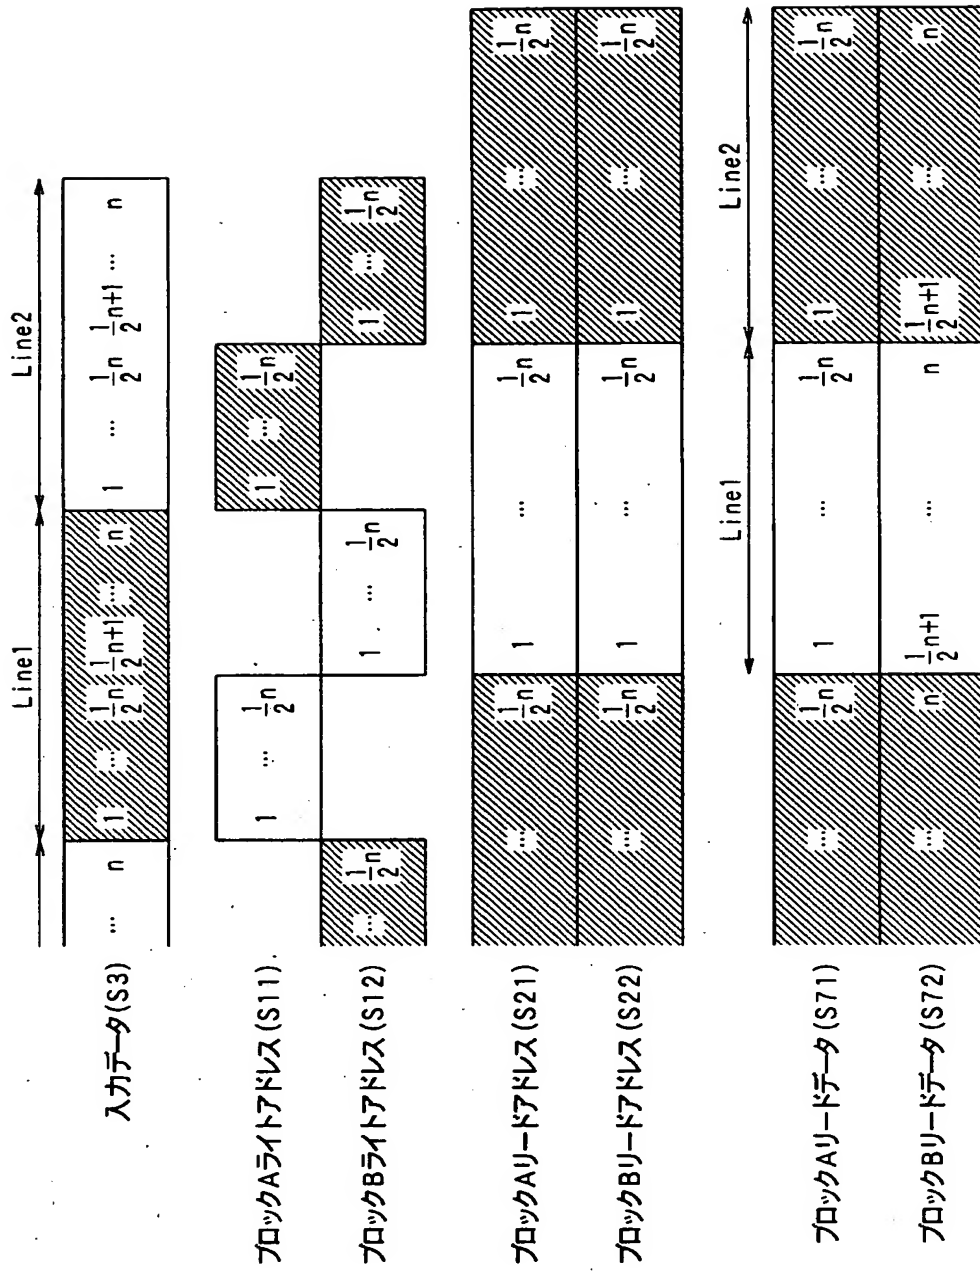 Line1 Line2
入力データ(S3) … n 1 … 1/2n 1/2n+1 … n 1 … 1/2n 1/2n+1 … n
ブロックAライトアドレス(S11) 1 … 1/2n 1 … 1/2n
ブロックBライトアドレス(S12) … 1/2n 1 … 1/2n 1 … 1/2n
ブロックAリードアドレス(S21) … 1/2n 1 … 1/2n 1 … 1/2n
ブロックBリードアドレス(S22) … 1/2n 1 … 1/2n 1 … 1/2n
Line1 Line2
ブロックAリードデータ(S71) … 1/2n 1 … 1/2n 1 … 1/2n
ブロックBリードデータ(S72) … n 1/2n+1 … n 1/2n+1 … n